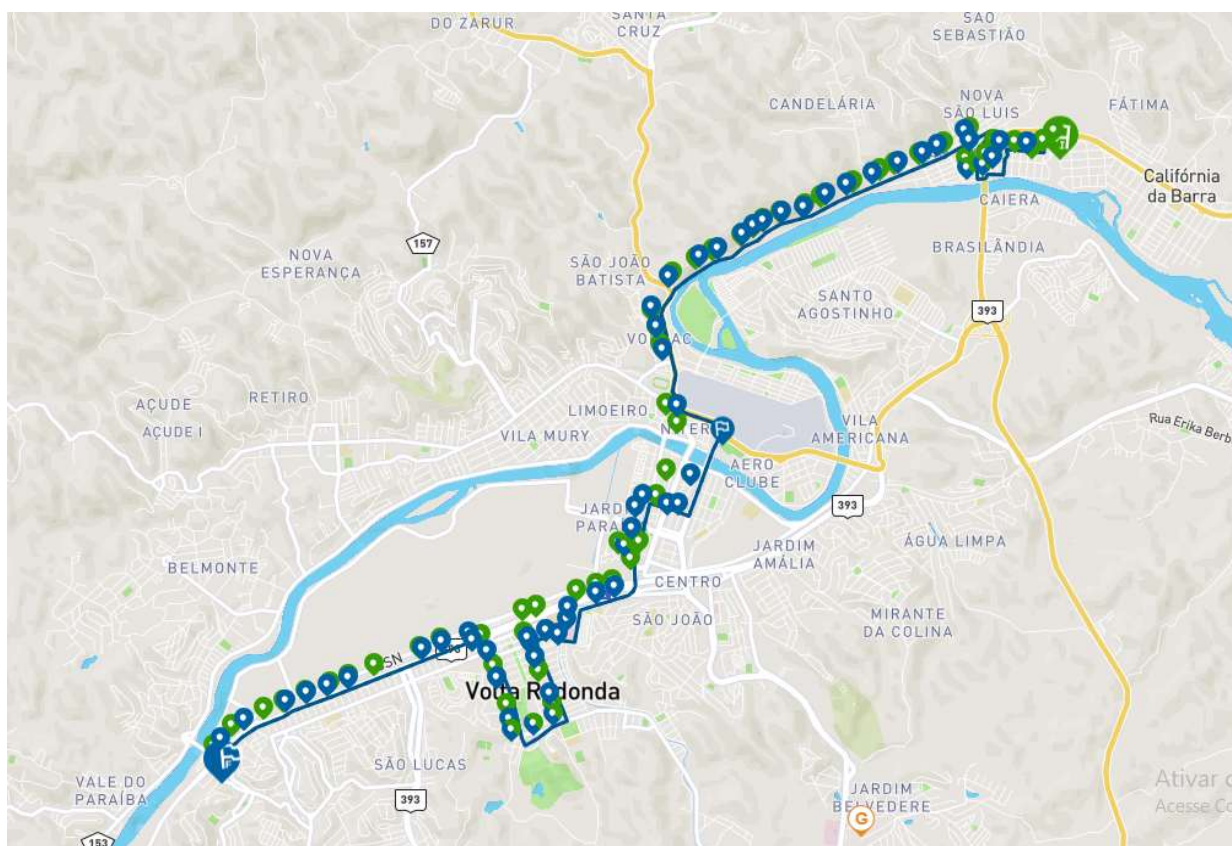 DO ZARUR
SANTA
CRUZ
SÃO
SEBASTIÃO
CANDELÁRIA
NOVA
SÃO LUIS
FÁTIMA
Califórnia
da Barra
CAIERA
157
NOVA
ESPERANÇA
SÃO JOÃO
BATISTA
BRASILÂNDIA
SANTO
AGOSTINHO
393
AÇUDE
AÇUDE I
RETIRO
LIMOEIRO
VILA MURY
VILA
AMERICANA
Rua Erika Berb
AERO
CLUBE
393
JARDIM
AMÁLIA
ÁGUA LIMPA
BELMONTE
CENTRO
SÃO JOÃO
MIRANTE
DA COLINA
SN
Volta Redonda
SÃO LUCAS
393
VALE DO
PARAÍBA
153
JARDIM
BELVEDERE
G
Ativar
Acesse Co